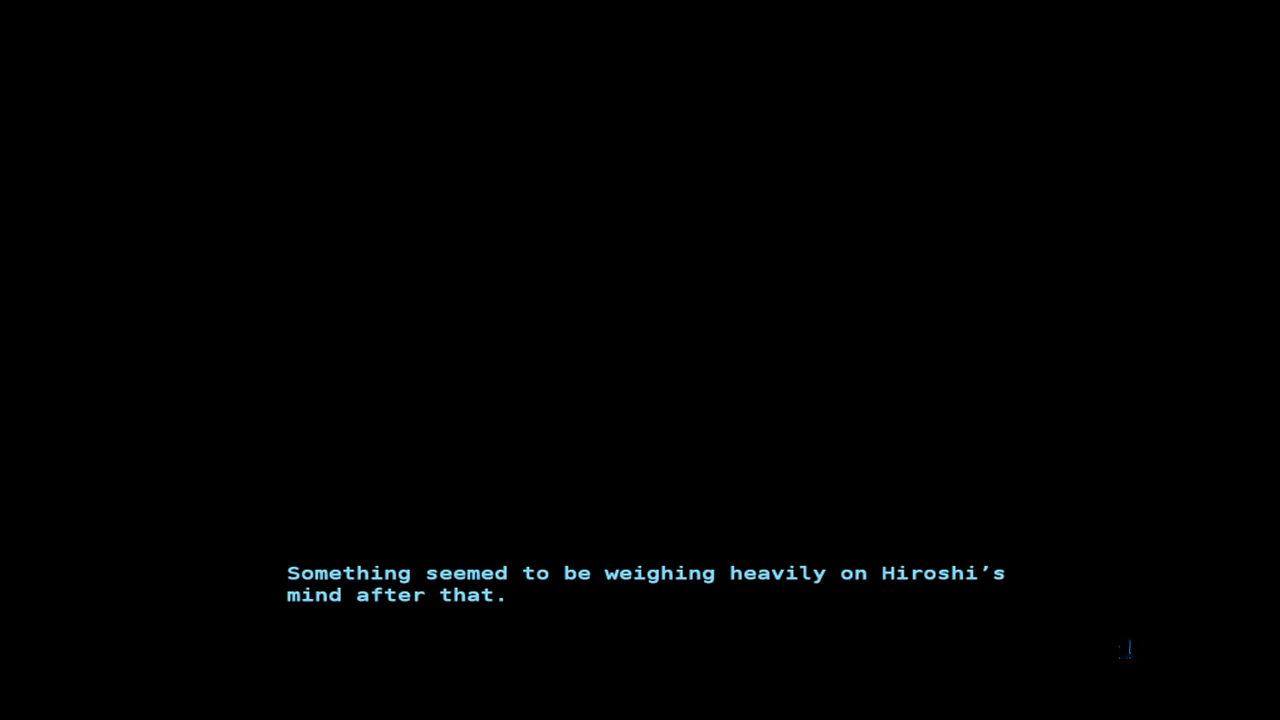 Something seemed to be weighing heavily on Hiroshi’s
mind after that.